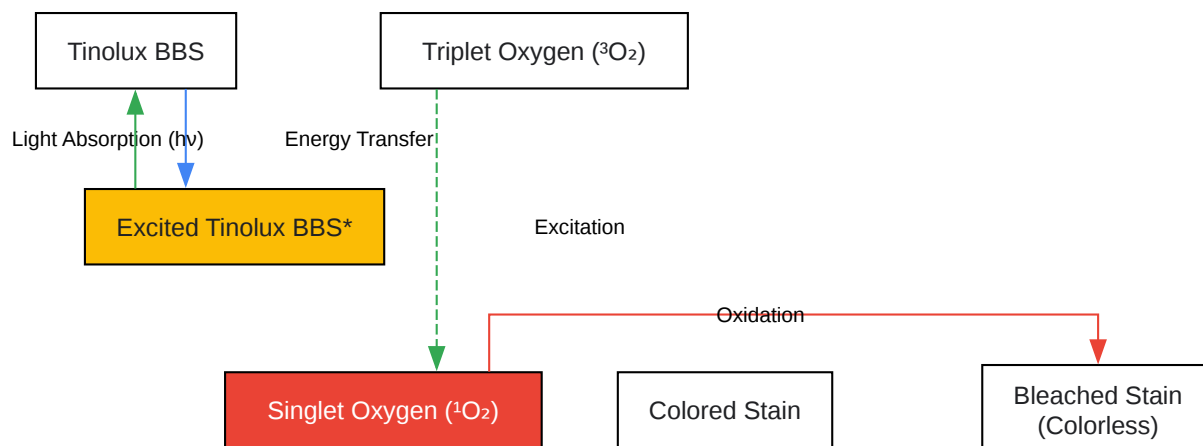 Tinolux BBS
Triplet Oxygen (³O₂)
Light Absorption (hν)
Energy Transfer
Excited Tinolux BBS*
Excitation
Oxidation
Singlet Oxygen (¹O₂)
Colored Stain
Bleached Stain
(Colorless)